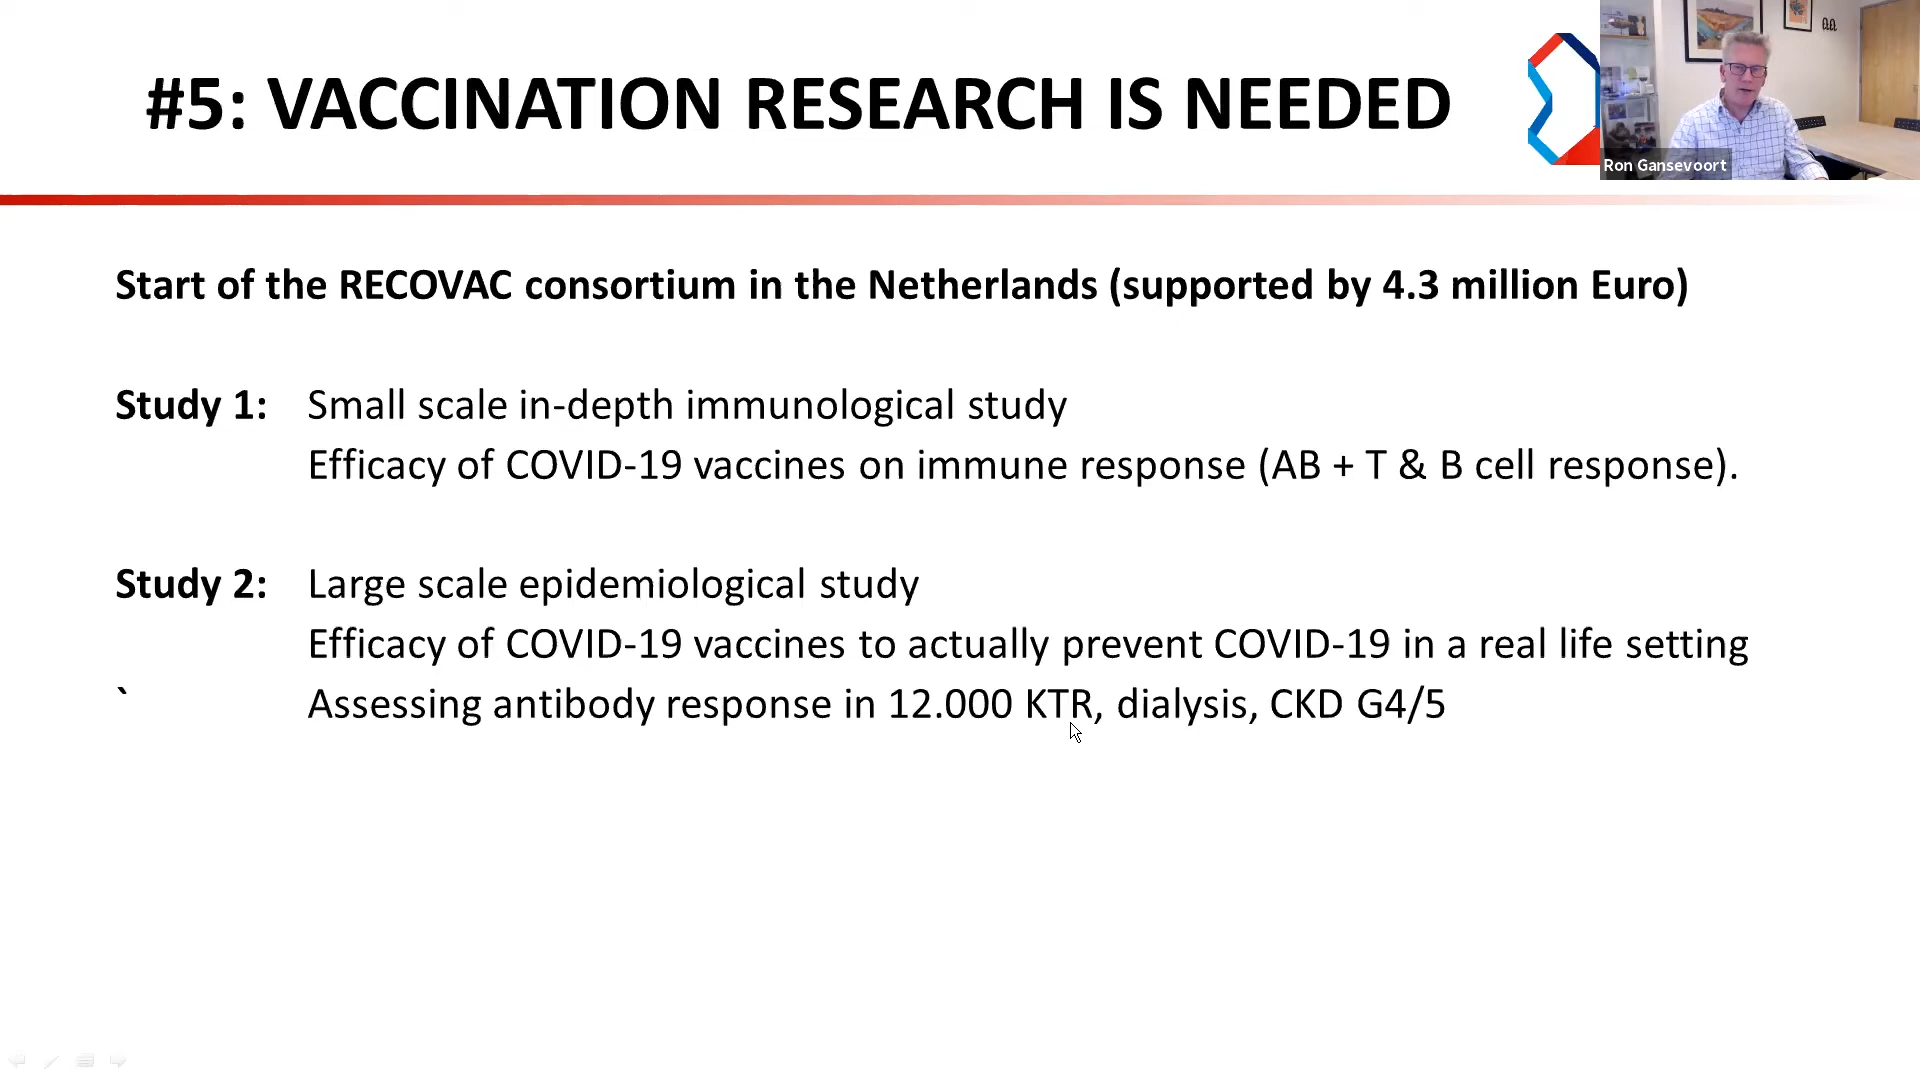 #5: VACCINATION RESEARCH IS NEEDED
Ron Gansevoort
Start of the RECOVAC consortium in the Netherlands (supported by 4.3 million Euro)
Study 1: Small scale in-depth immunological study
Efficacy of COVID-19 vaccines on immune response (AB + T & B cell response).
Study 2: Large scale epidemiological study
Efficacy of COVID-19 vaccines to actually prevent COVID-19 in a real life setting
` Assessing antibody response in 12.000 KTR, dialysis, CKD G4/5